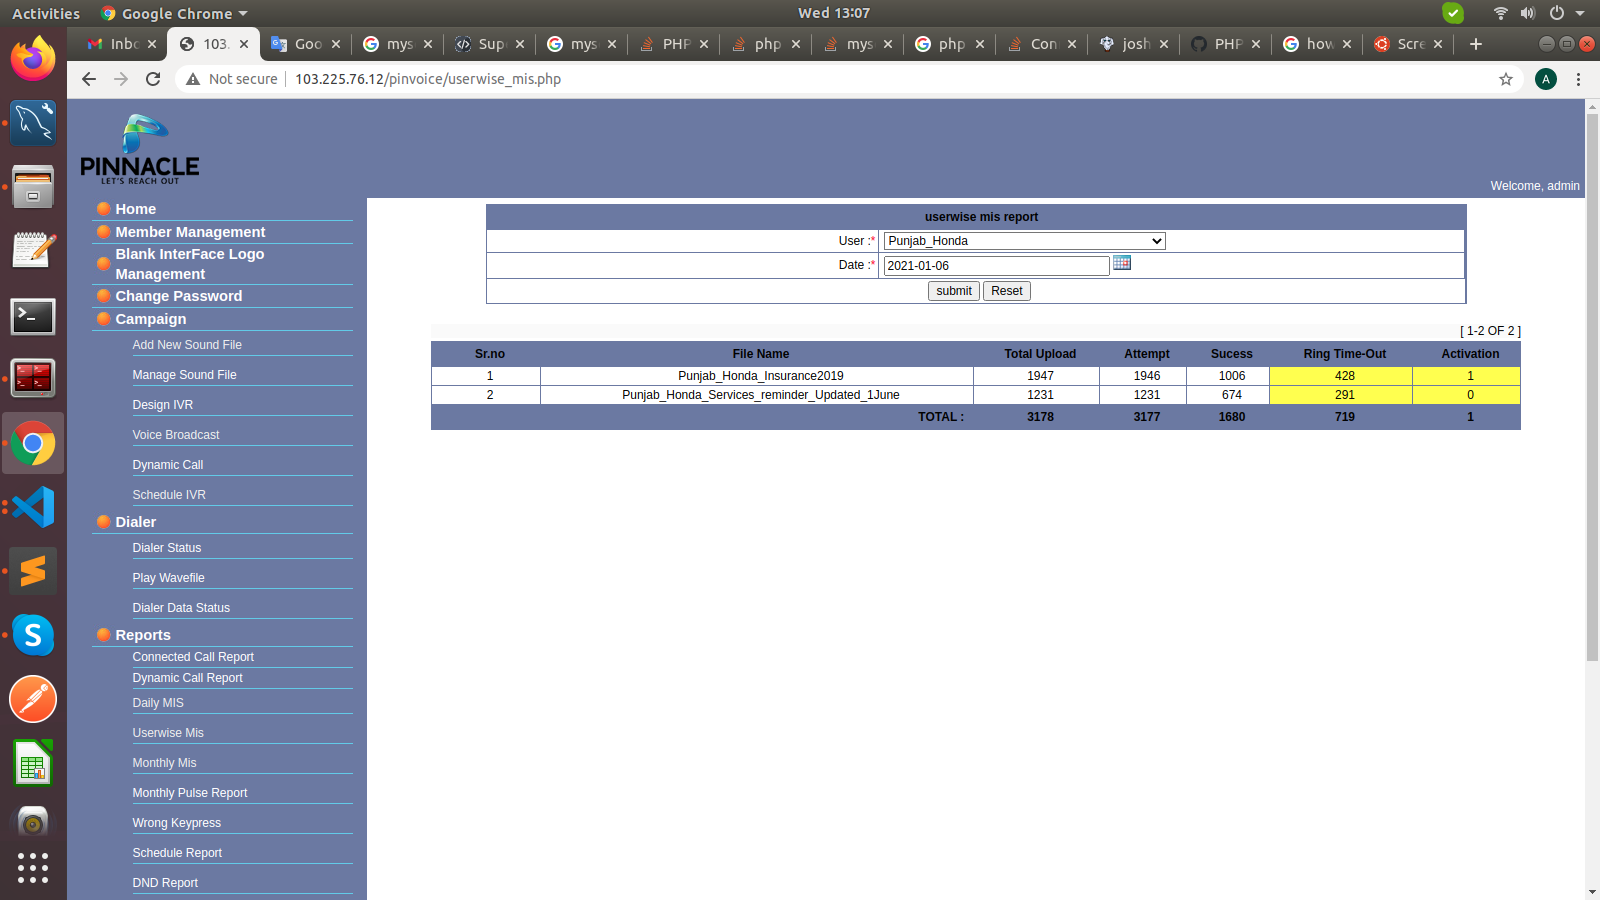 Activities Google Chrome Wed 13:07
Inbo 103. Goo mys Sup mys PHP php mys php Con josh PHP how Scre
Not secure 103.225.76.12/pinvoice/userwise_mis.php A
PINNACLE
LET'S REACH OUT
Welcome, admin
Home
Member Management
Blank InterFace Logo
Management
Change Password
Campaign
Add New Sound File
Manage Sound File
Design IVR
Voice Broadcast
Dynamic Call
Schedule IVR
Dialer
Dialer Status
Play Wavefile
Dialer Data Status
Reports
Connected Call Report
Dynamic Call Report
Daily MIS
Userwise Mis
Monthly Mis
Monthly Pulse Report
Wrong Keypress
Schedule Report
DND Report
userwise mis report
User :* Punjab_Honda
Date :* 2021-01-06
submit Reset
[ 1-2 OF 2 ]
Sr.no File Name Total Upload Attempt Sucess Ring Time-Out Activation
1 Punjab_Honda_Insurance2019 1947 1946 1006 428 1
2 Punjab_Honda_Services_reminder_Updated_1June 1231 1231 674 291 0
TOTAL : 3178 3177 1680 719 1